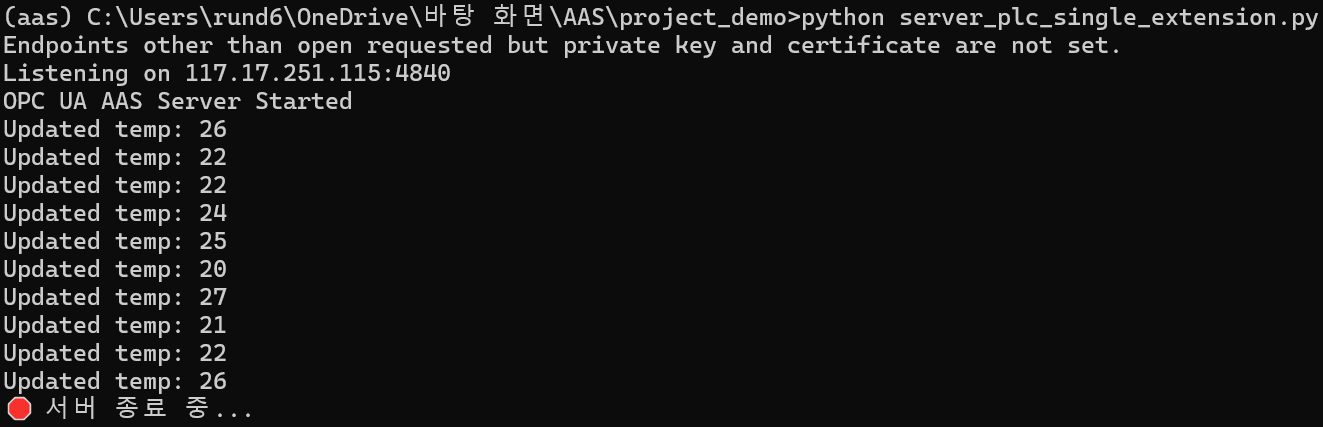 (aas) C:\Users\rund6\OneDrive\바탕 화면\AAS\project_demo>python server_plc_single_extension.py
Endpoints other than open requested but private key and certificate are not set.
Listening on 117.17.251.115:4840
OPC UA AAS Server Started
Updated temp: 26
Updated temp: 22
Updated temp: 22
Updated temp: 24
Updated temp: 25
Updated temp: 20
Updated temp: 27
Updated temp: 21
Updated temp: 22
Updated temp: 26
🛑 서버 종료 중...